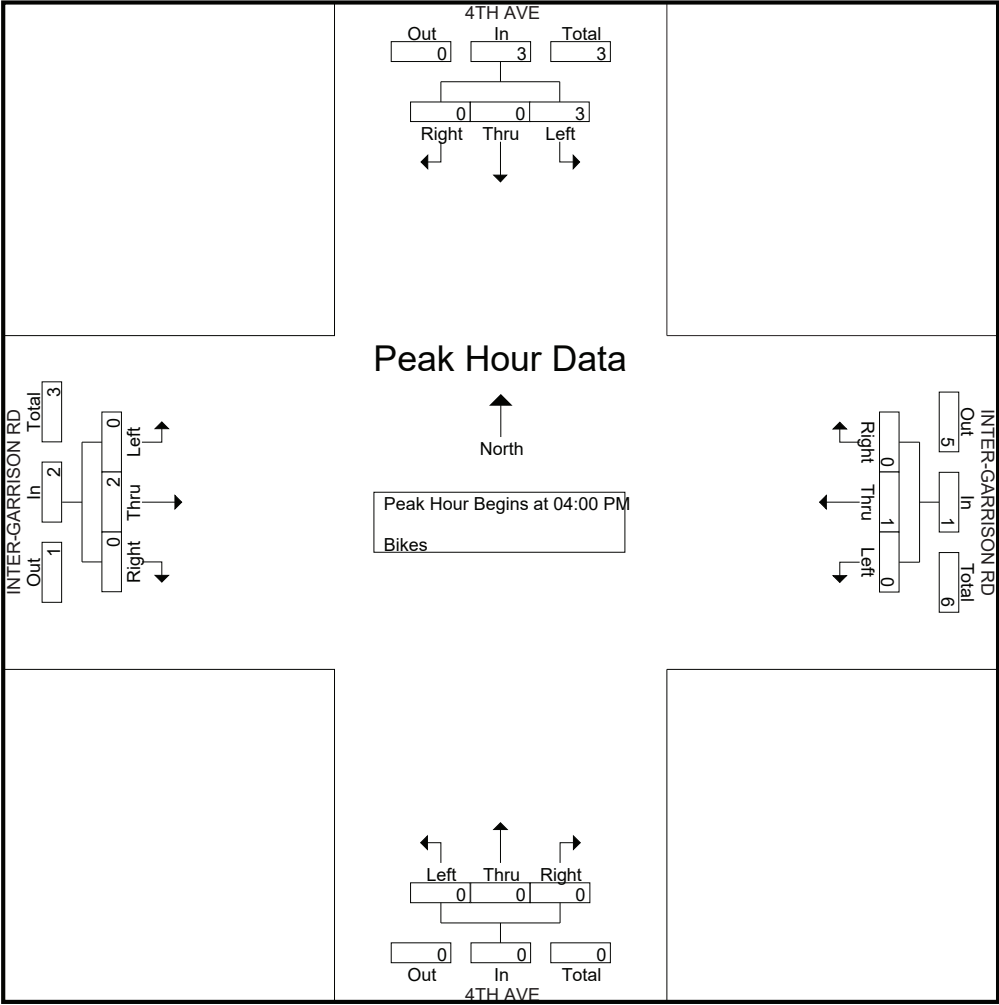 4TH AVE
Out In Total
0 3 3
0 0 3
Right Thru Left
Peak Hour Data
North
Peak Hour Begins at 04:00 PM
Bikes
INTER-GARRISON RD
Out In Total
1 2 3
Right Thru Left
0 2 0
INTER-GARRISON RD
Out In Total
5 1 6
Right Thru Left
0 1 0
Left Thru Right
0 0 0
0 0 0
Out In Total
4TH AVE